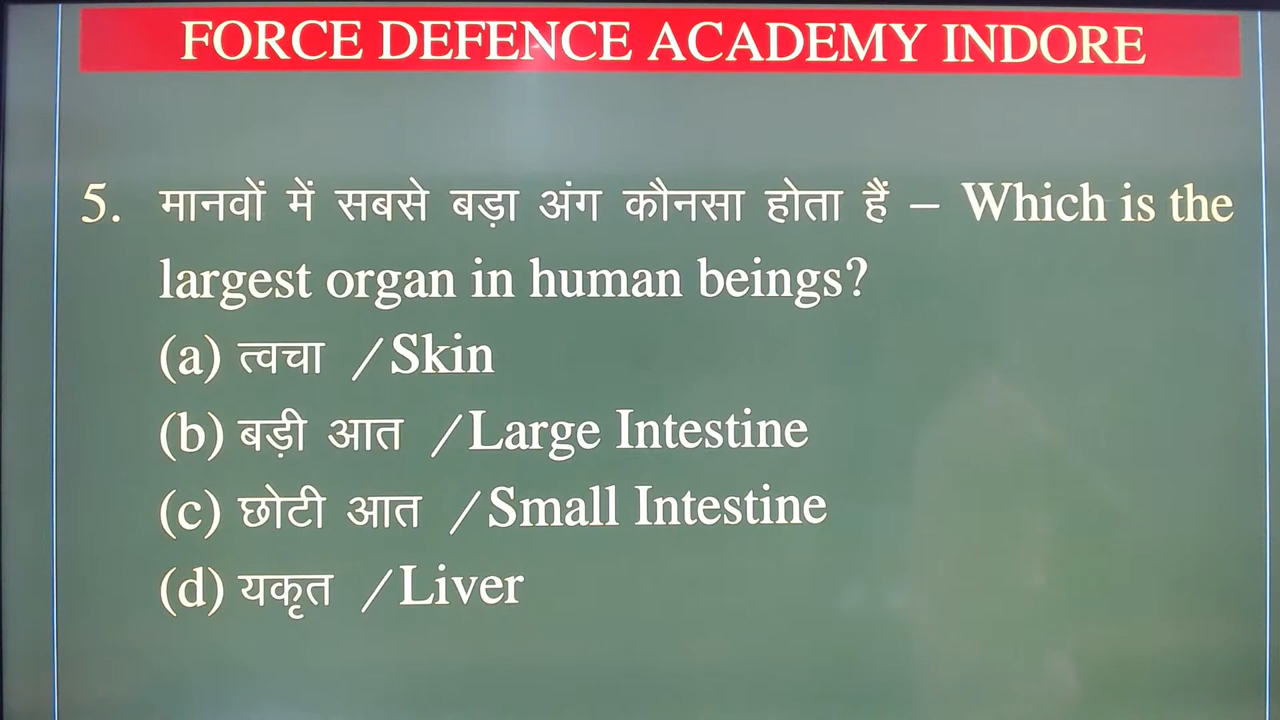 FORCE DEFENCE ACADEMY INDORE
5. मानवों में सबसे बड़ा अंग कौनसा होता हैं – Which is the
largest organ in human beings?
(a) त्वचा / Skin
(b) बड़ी आत / Large Intestine
(c) छोटी आत / Small Intestine
(d) यकृत / Liver